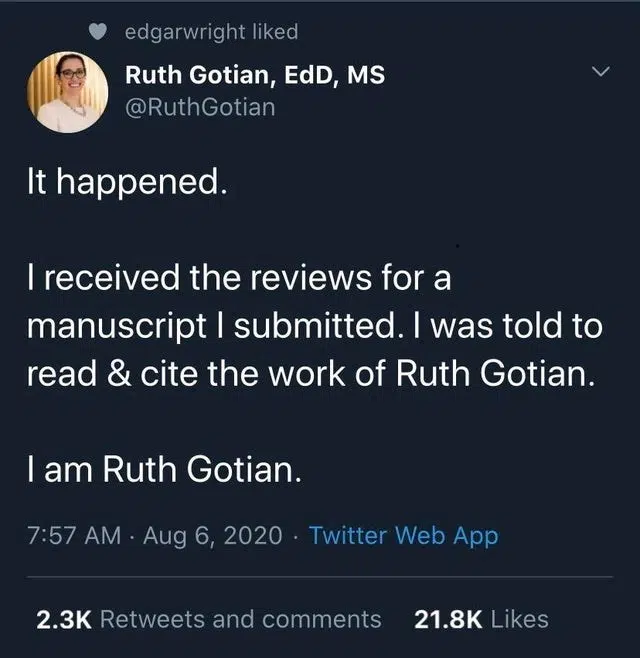 edgarwright liked
Ruth Gotian, EdD, MS
@RuthGotian
It happened.
I received the reviews for a
manuscript I submitted. I was told to
read & cite the work of Ruth Gotian.
I am Ruth Gotian.
7:57 AM · Aug 6, 2020 · Twitter Web App
2.3K Retweets and comments 21.8K Likes